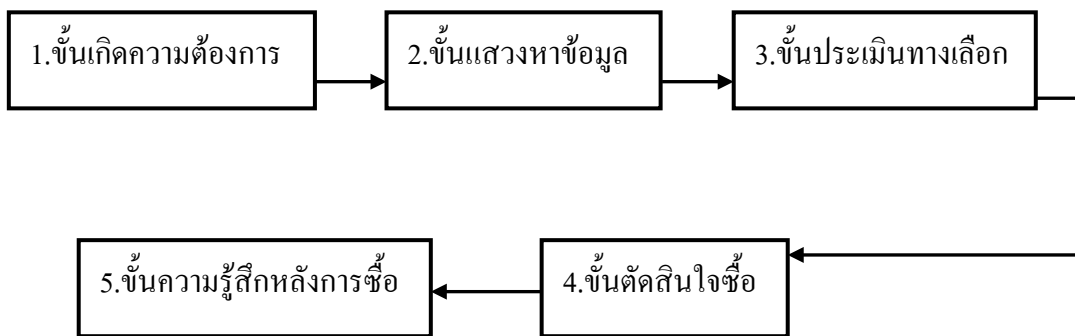 1.ขั้นเกิดความต้องการ
2.ขั้นแสวงหาข้อมูล
3.ขั้นประเมินทางเลือก
4.ขั้นตัดสินใจซื้อ
5.ขั้นความรู้สึกหลังการซื้อ